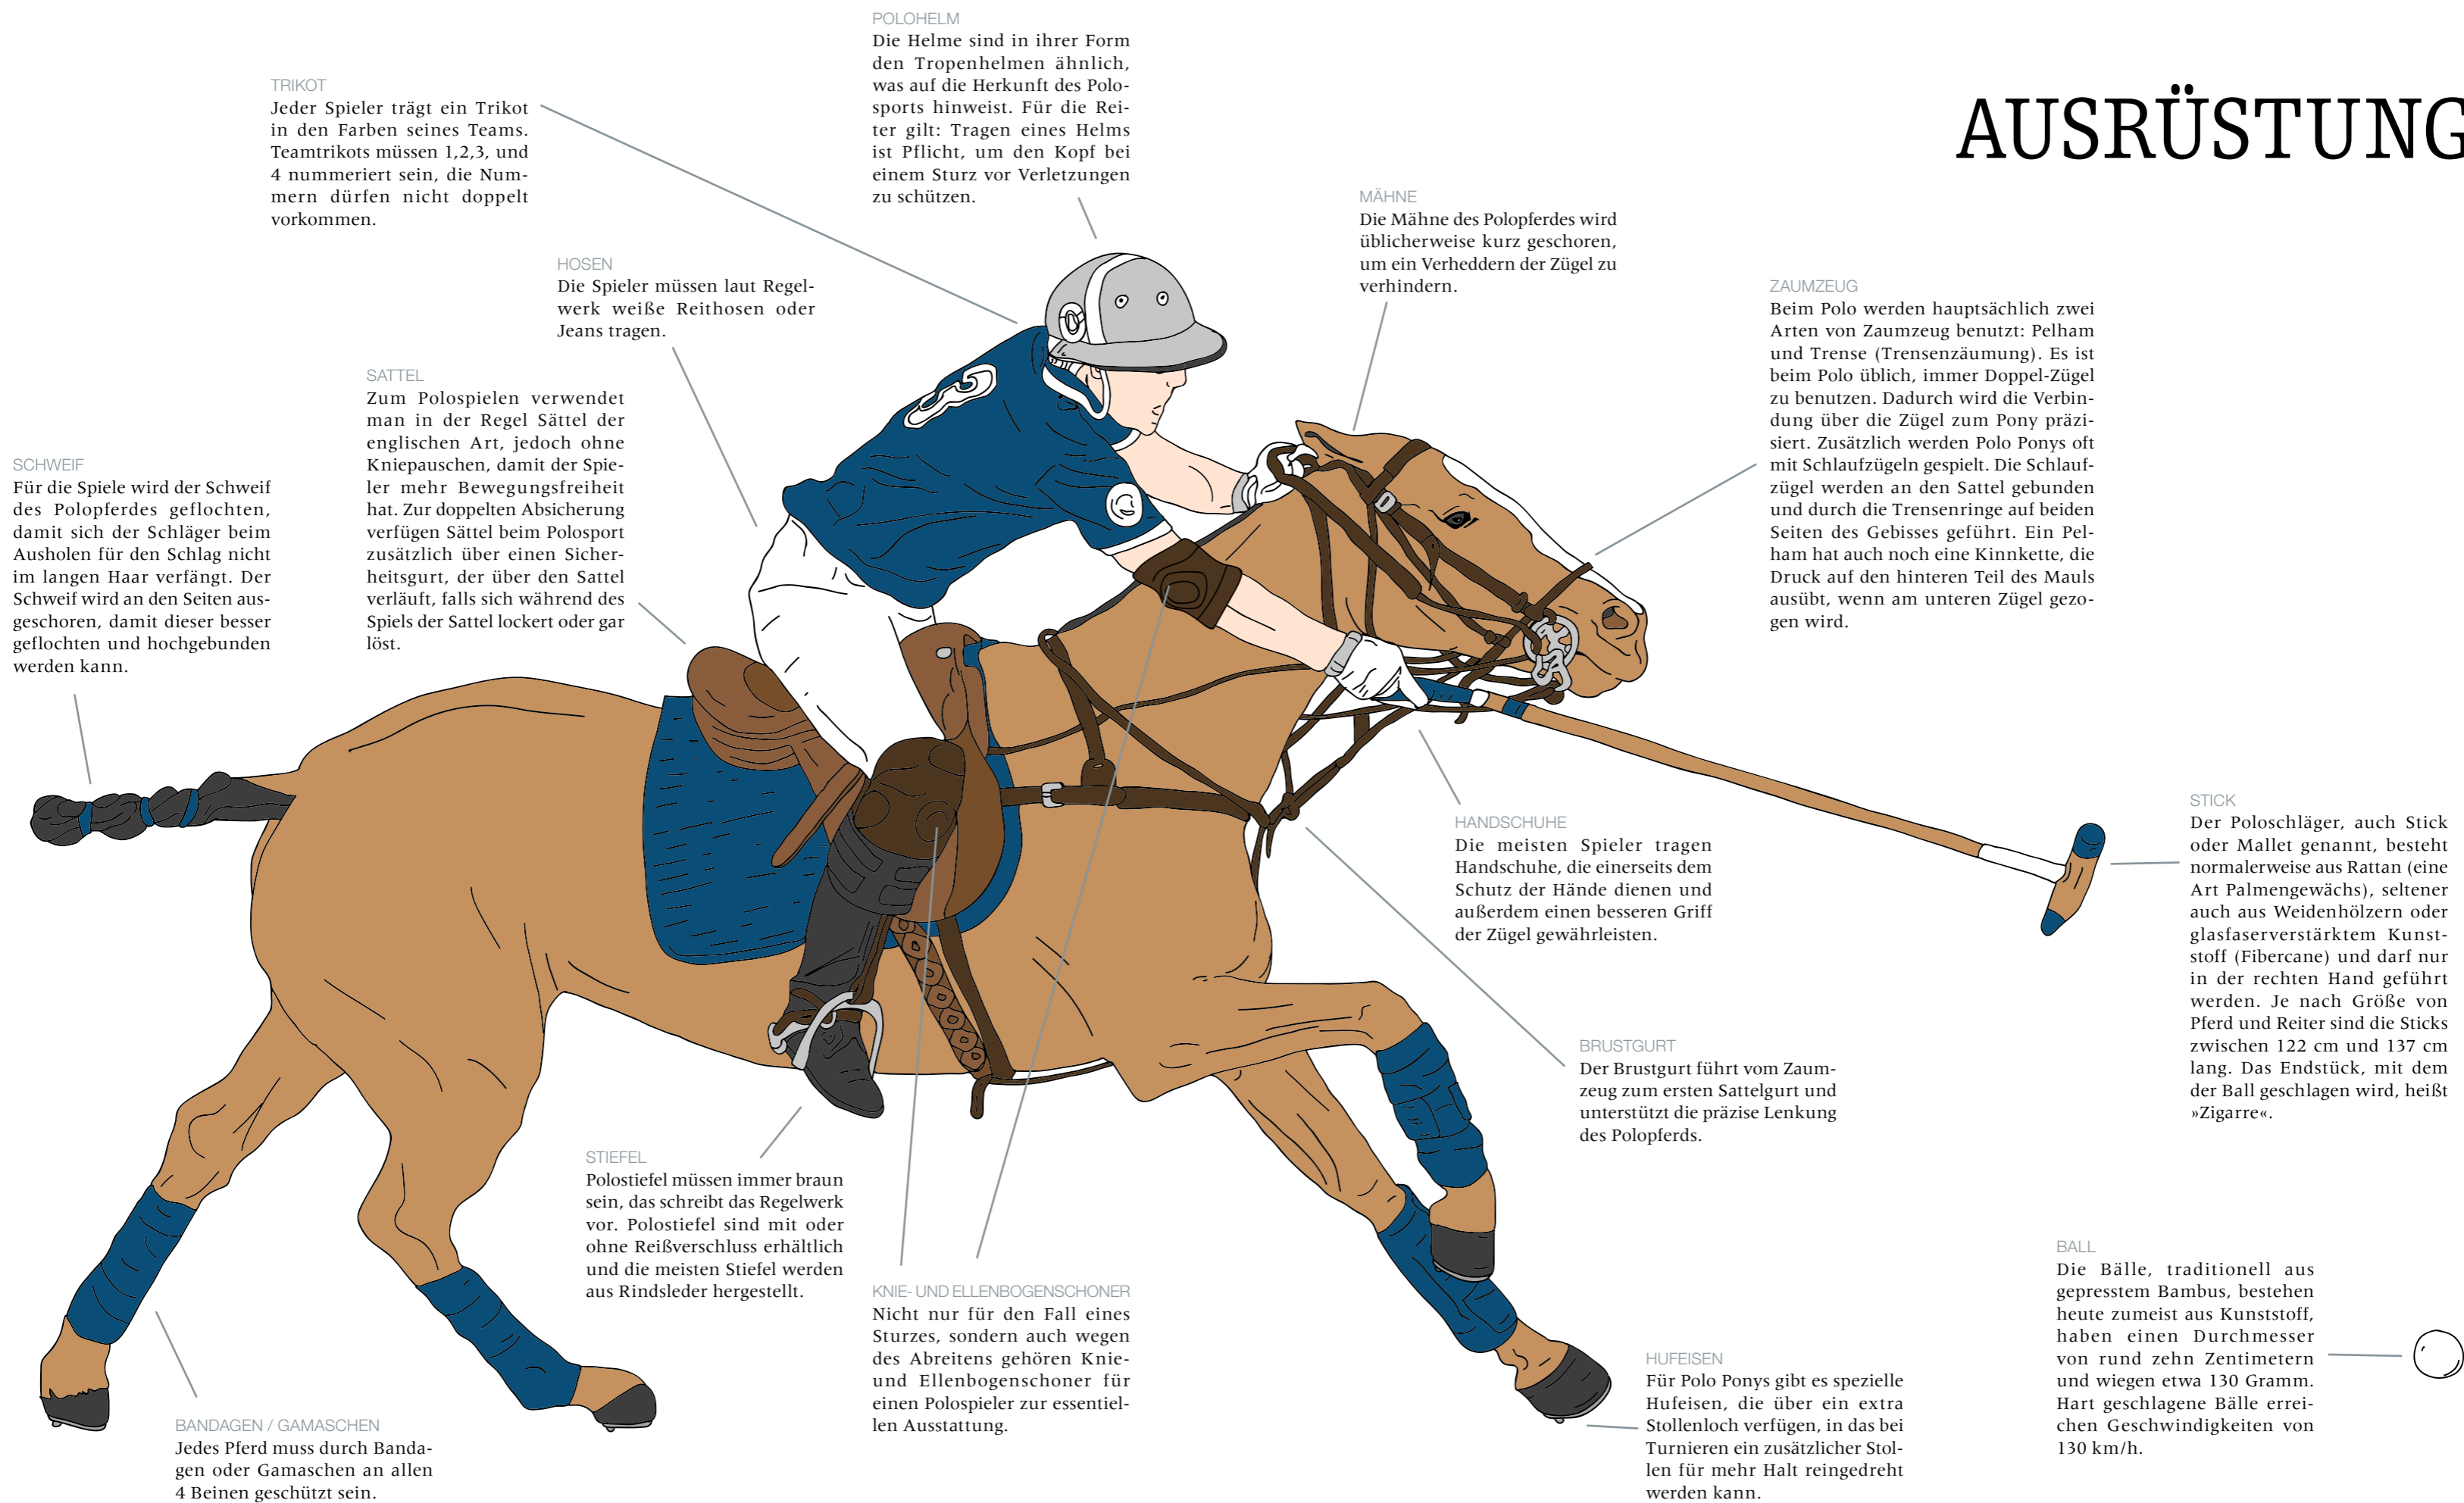 AUSRÜSTUNG
POLOHELM
Die Helme sind in ihrer Form
den Tropenhelmen ähnlich,
was auf die Herkunft des Polo-
sports hinweist. Für die Rei-
ter gilt: Tragen eines Helms
ist Pflicht, um den Kopf bei
einem Sturz vor Verletzungen
zu schützen.
TRIKOT
Jeder Spieler trägt ein Trikot
in den Farben seines Teams.
Teamtrikots müssen 1,2,3, und
4 nummeriert sein, die Num-
mern dürfen nicht doppelt
vorkommen.
MÄHNE
Die Mähne des Polopferdes wird
üblicherweise kurz geschoren,
um ein Verheddern der Zügel zu
verhindern.
HOSEN
Die Spieler müssen laut Regel-
werk weiße Reithosen oder
Jeans tragen.
ZAUMZEUG
Beim Polo werden hauptsächlich zwei
Arten von Zaumzeug benutzt: Pelham
und Trense (Trensenzäumung). Es ist
beim Polo üblich, immer Doppel-Zügel
zu benutzen. Dadurch wird die Verbin-
dung über die Zügel zum Pony präzi-
siert. Zusätzlich werden Polo Ponys oft
mit Schlaufzügeln gespielt. Die Schlauf-
zügel werden an den Sattel gebunden
und durch die Trensenringe auf beiden
Seiten des Gebisses geführt. Ein Pel-
ham hat auch noch eine Kinnkette, die
Druck auf den hinteren Teil des Mauls
ausübt, wenn am unteren Zügel gezo-
gen wird.
SATTEL
Zum Polospielen verwendet
man in der Regel Sättel der
englischen Art, jedoch ohne
Kniepauschen, damit der Spie-
ler mehr Bewegungsfreiheit
hat. Zur doppelten Absicherung
verfügen Sättel beim Polosport
zusätzlich über einen Sicher-
heitsgurt, der über den Sattel
verläuft, falls sich während des
Spiels der Sattel lockert oder gar
löst.
SCHWEIF
Für die Spiele wird der Schweif
des Polopferdes geflochten,
damit sich der Schläger beim
Ausholen für den Schlag nicht
im langen Haar verfängt. Der
Schweif wird an den Seiten aus-
geschoren, damit dieser besser
geflochten und hochgebunden
werden kann.
3
STICK
Der Poloschläger, auch Stick
oder Mallet genannt, besteht
normalerweise aus Rattan (eine
Art Palmengewächs), seltener
auch aus Weidenhölzern oder
glasfaserverstärktem Kunst-
stoff (Fibercane) und darf nur
in der rechten Hand geführt
werden. Je nach Größe von
Pferd und Reiter sind die Sticks
zwischen 122 cm und 137 cm
lang. Das Endstück, mit dem
der Ball geschlagen wird, heißt
»Zigarre«.
HANDSCHUHE
Die meisten Spieler tragen
Handschuhe, die einerseits dem
Schutz der Hände dienen und
außerdem einen besseren Griff
der Zügel gewährleisten.
BRUSTGURT
Der Brustgurt führt vom Zaum-
zeug zum ersten Sattelgurt und
unterstützt die präzise Lenkung
des Polopferds.
STIEFEL
Polostiefel müssen immer braun
sein, das schreibt das Regelwerk
vor. Polostiefel sind mit oder
ohne Reißverschluss erhältlich
und die meisten Stiefel werden
aus Rindsleder hergestellt.
KNIE- UND ELLENBOGENSCHONER
Nicht nur für den Fall eines
Sturzes, sondern auch wegen
des Abreitens gehören Knie-
und Ellenbogenschoner für
einen Polospieler zur essentiel-
len Ausstattung.
BALL
Die Bälle, traditionell aus
gepresstem Bambus, bestehen
heute zumeist aus Kunststoff,
haben einen Durchmesser
von rund zehn Zentimetern
und wiegen etwa 130 Gramm.
Hart geschlagene Bälle errei-
chen Geschwindigkeiten von
130 km/h.
HUFEISEN
Für Polo Ponys gibt es spezielle
Hufeisen, die über ein extra
Stollenloch verfügen, in das bei
Turnieren ein zusätzlicher Stol-
len für mehr Halt reingedreht
werden kann.
BANDAGEN / GAMASCHEN
Jedes Pferd muss durch Banda-
gen oder Gamaschen an allen
4 Beinen geschützt sein.